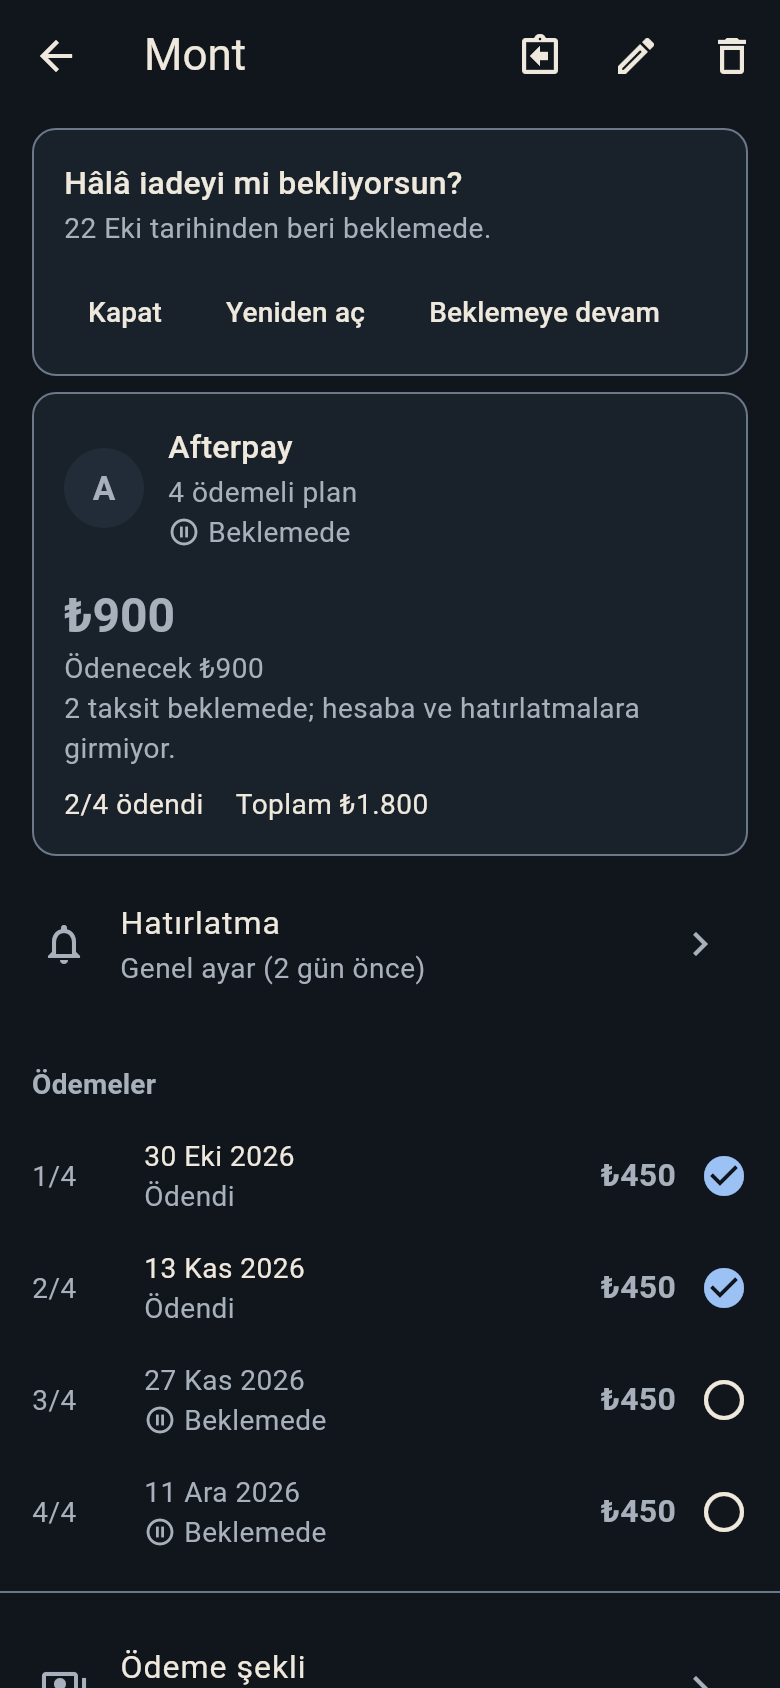 Mont
Hâlâ iadeyi mi bekliyorsun?
22 Eki tarihinden beri beklemede.
Kapat Yeniden aç Beklemeye devam
A
Afterpay
4 ödemeli plan
Beklemede
₺900
Ödenecek ₺900
2 taksit beklemede; hesaba ve hatırlatmalara
girmiyor.
2/4 ödendi Toplam ₺1.800
Hatırlatma
Genel ayar (2 gün önce)
Ödemeler
1/4 30 Eki 2026 ₺450
Ödendi
2/4 13 Kas 2026 ₺450
Ödendi
3/4 27 Kas 2026 ₺450
Beklemede
4/4 11 Ara 2026 ₺450
Beklemede
Ödeme şekli